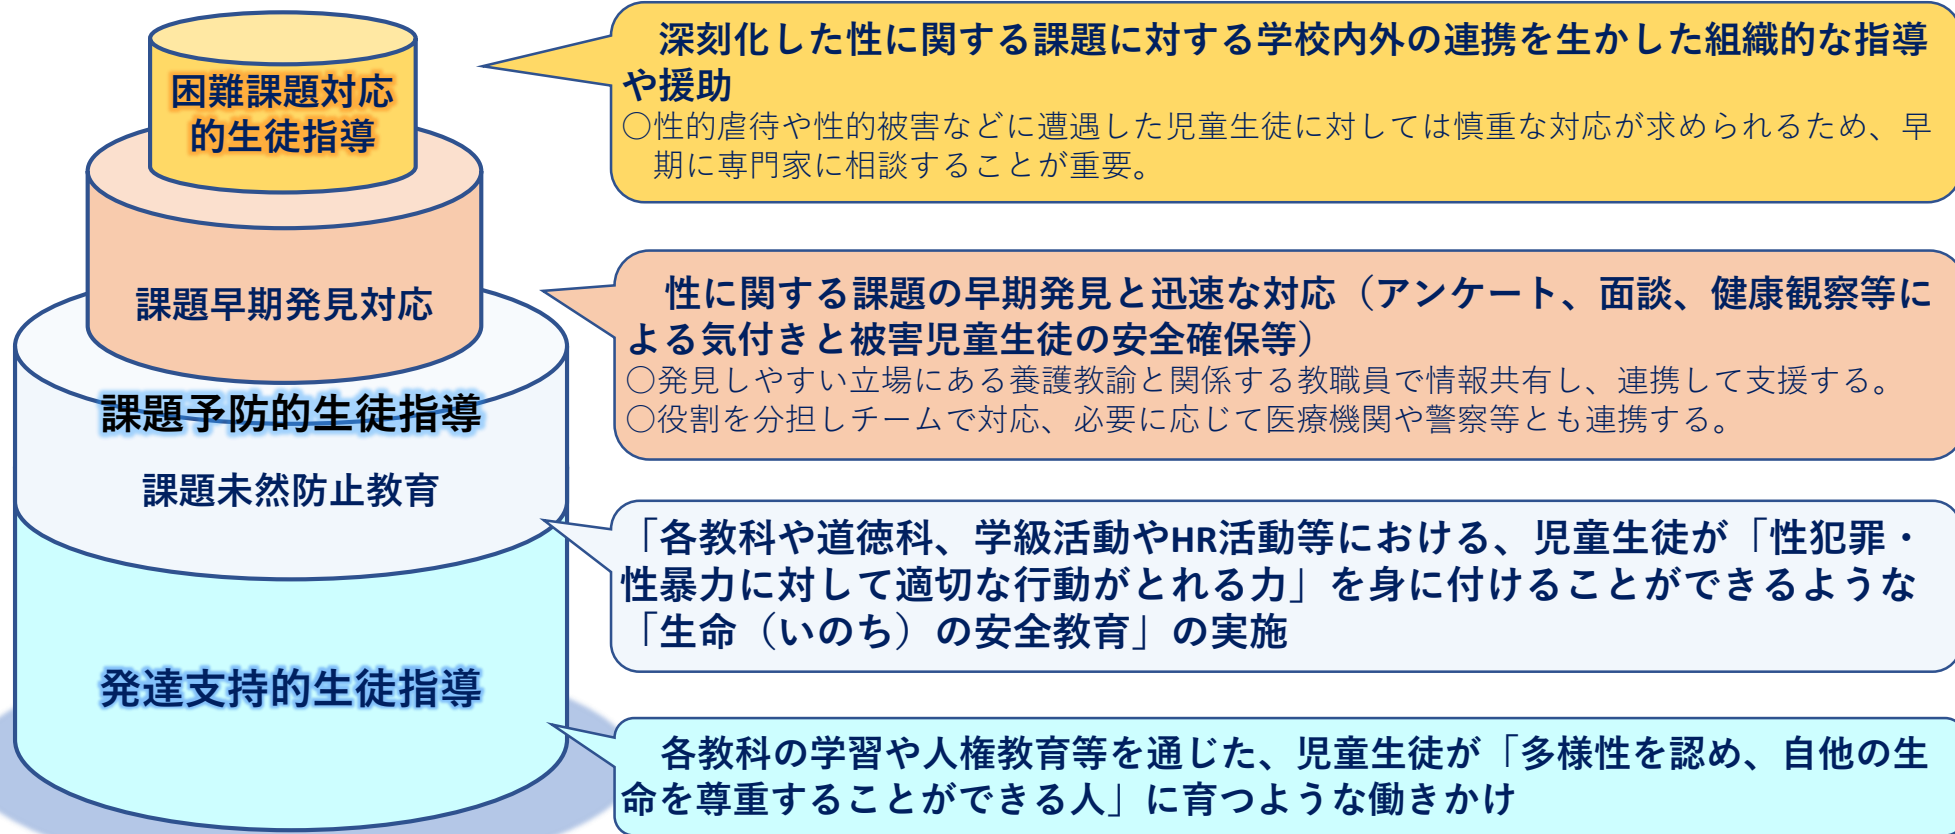 困難課題対応
的生徒指導
深刻化した性に関する課題に対する学校内外の連携を生かした組織的な指導
や援助
○性的虐待や性的被害などに遭遇した児童生徒に対しては慎重な対応が求められるため、早
期に専門家に相談することが重要。
課題早期発見対応
性に関する課題の早期発見と迅速な対応（アンケート、面談、健康観察等に
よる気付きと被害児童生徒の安全確保等）
○発見しやすい立場にある養護教諭と関係する教職員で情報共有し、連携して支援する。
○役割を分担しチームで対応、必要に応じて医療機関や警察等とも連携する。
課題予防的生徒指導
課題未然防止教育
「各教科や道徳科、学級活動やHR活動等における、児童生徒が「性犯罪・
性暴力に対して適切な行動がとれる力」を身に付けることができるような
「生命（いのち）の安全教育」の実施
発達支持的生徒指導
各教科の学習や人権教育等を通じた、児童生徒が「多様性を認め、自他の生
命を尊重することができる人」に育つような働きかけ